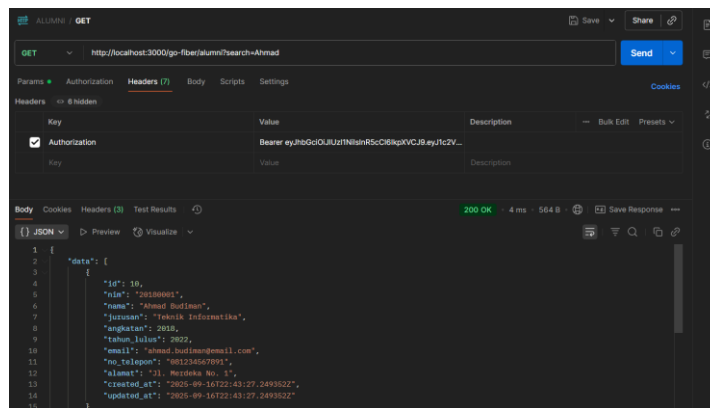 ALUMNI / GET
Save
Share
GET
http://localhost:3000/go-fiber/alumni?search=Ahmad
Send
Params
Authorization
Headers (7)
Body
Scripts
Settings
Cookies
Headers
6 hidden
Key
Value
Description
Bulk Edit
Presets
Authorization
Key
Value
Description
Body
Cookies
Headers (3)
Test Results
200 OK
4 ms
564 B
Save Response
{} JSON
Preview
Visualize
1 {
2 "data": [
3 {
4 "id": 10,
5 "nim": "20180001",
6 "nama": "Ahmad Budiman",
7 "jurusan": "Teknik Informatika",
8 "angkatan": 2018,
9 "tahun_lulus": 2022,
10 "email": "ahmad.budiman@email.com",
11 "no_telepon": "081234567891",
12 "alamat": "Jl. Merdeka No. 1",
13 "created_at": "2025-09-16T22:43:27.249352Z",
14 "updated_at": "2025-09-16T22:43:27.249352Z"
15 }